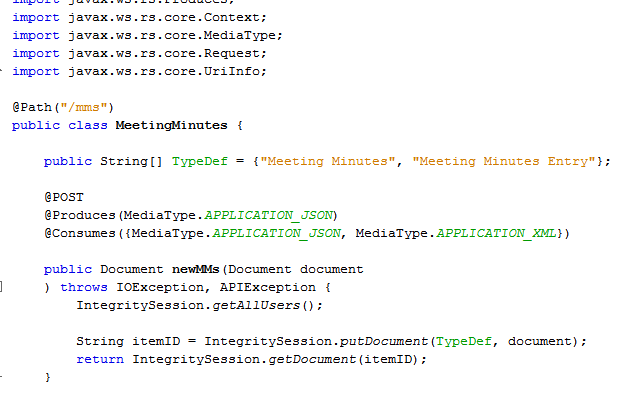 import javax.ws.rs.Produces;
import javax.ws.rs.core.Context;
import javax.ws.rs.core.MediaType;
import javax.ws.rs.core.Request;
import javax.ws.rs.core.UriInfo;
@Path("/mms")
public class MeetingMinutes {
public String[] TypeDef = {"Meeting Minutes", "Meeting Minutes Entry"};
@POST
@Produces(MediaType.APPLICATION_JSON)
@Consumes({MediaType.APPLICATION_JSON, MediaType.APPLICATION_XML})
public Document newMMs(Document document
) throws IOException, APIException {
IntegritySession.getAllUsers();
String itemID = IntegritySession.putDocument(TypeDef, document);
return IntegritySession.getDocument(itemID);
}